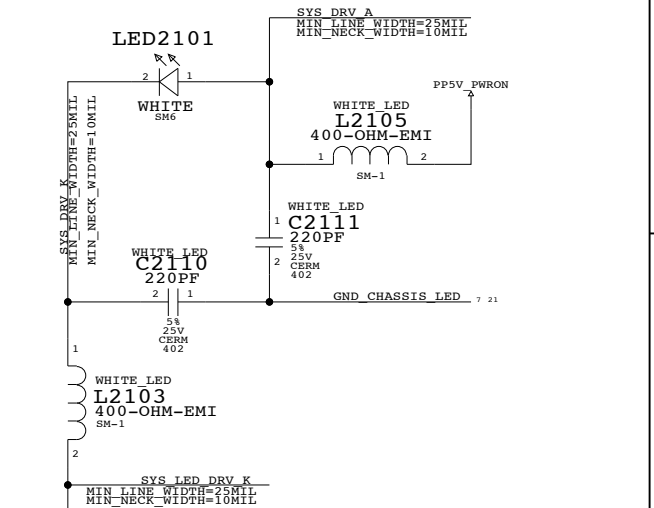 SYS_DRV_A
MIN_LINE_WIDTH=25MIL
MIN_NECK_WIDTH=10MIL
LED2101
2 1
WHITE
SM6
PP5V_PWRON
WHITE_LED
L2105
400-OHM-EMI
1 2
SM-1
SYS_DRV_K
MIN_LINE_WIDTH=25MIL
MIN_NECK_WIDTH=10MIL
WHITE_LED
1 C2111
220PF
5%
25V
2 CERM
402
WHITE_LED
C2110
220PF
2 1
5%
25V
CERM
402
GND_CHASSIS_LED 7 21
1
WHITE_LED
L2103
400-OHM-EMI
SM-1
2
SYS_LED_DRV_K
MIN_LINE_WIDTH=25MIL
MIN_NECK_WIDTH=10MIL